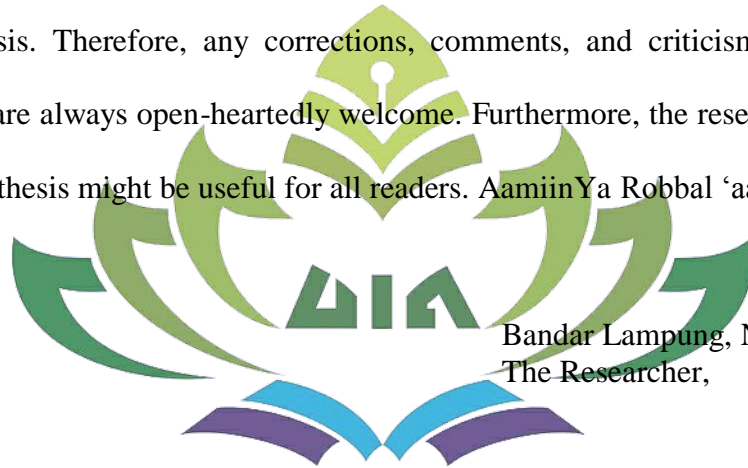 sis. Therefore, any corrections, comments, and criticism
are always open-heartedly welcome. Furthermore, the rese
thesis might be useful for all readers. AamiinYa Robbal ‘aa
UIN
Bandar Lampung, N
The Researcher,